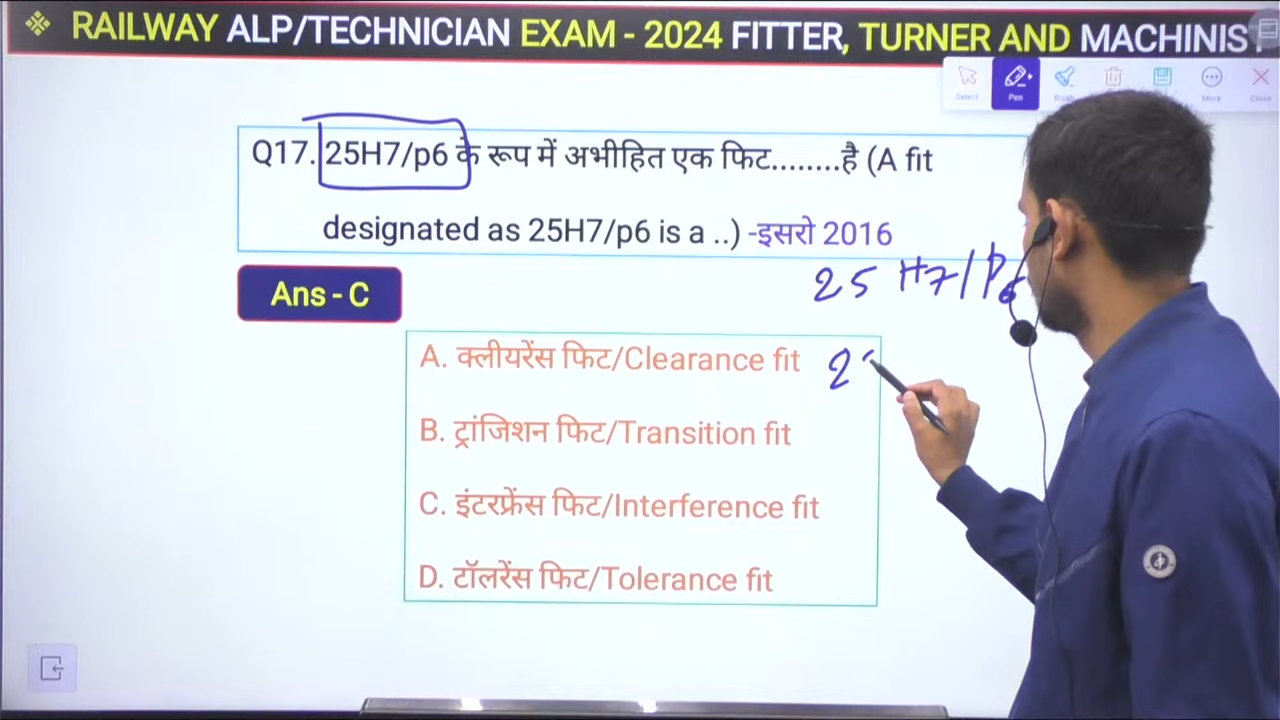 ❖ RAILWAY ALP/TECHNICIAN EXAM - 2024 FITTER, TURNER AND MACHINIST
Select Pen Brush More Close
Q17. 25H7/p6 के रूप में अभीहित एक फिट........है (A fit
designated as 25H7/p6 is a ..) -इसरो 2016
25 H7/P6
Ans - C
A. क्लीयरेंस फिट/Clearance fit
B. ट्रांजिशन फिट/Transition fit
C. इंटरफ्रेंस फिट/Interference fit
D. टॉलरेंस फिट/Tolerance fit